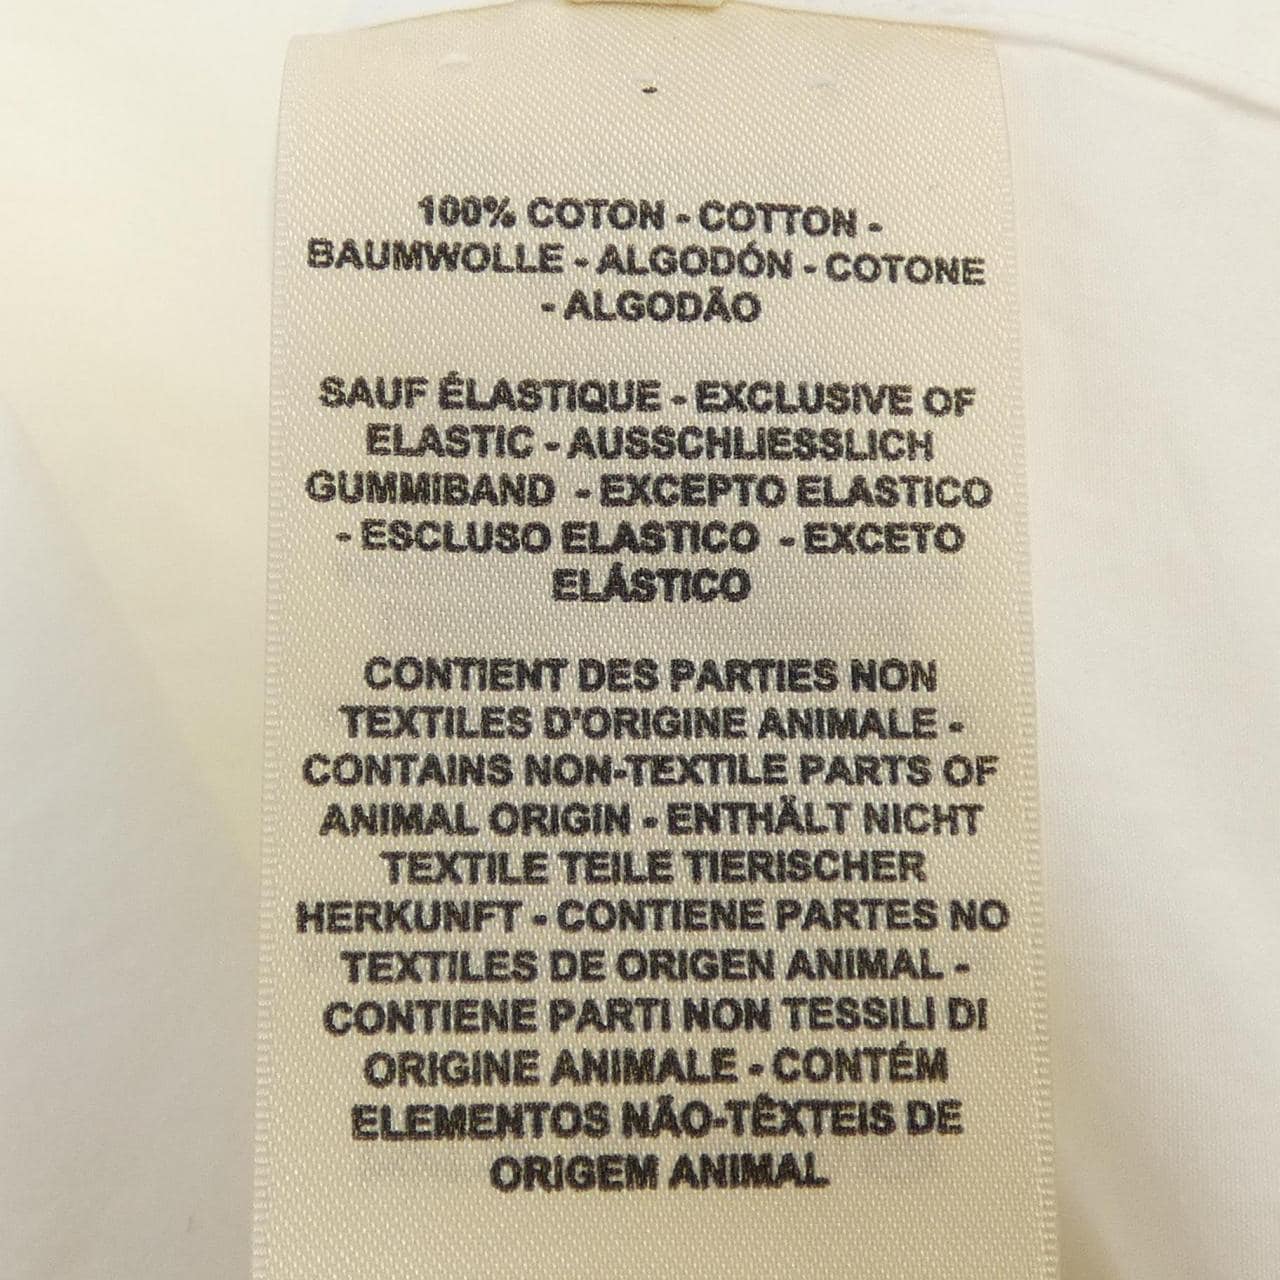 100% COTON - COTTON -
BAUMWOLLE - ALGODÓN - COTONE
- ALGODÃO
SAUF ÉLASTIQUE - EXCLUSIVE OF
ELASTIC - AUSSCHLIESSLICH
GUMMIBAND - EXCEPTO ELASTICO
- ESCLUSO ELASTICO - EXCETO
ELÁSTICO
CONTIENT DES PARTIES NON
TEXTILES D'ORIGINE ANIMALE -
CONTAINS NON-TEXTILE PARTS OF
ANIMAL ORIGIN - ENTHÄLT NICHT
TEXTILE TEILE TIERISCHER
HERKUNFT - CONTIENE PARTES NO
TEXTILES DE ORIGEN ANIMAL -
CONTIENE PARTI NON TESSILI DI
ORIGINE ANIMALE - CONTÉM
ELEMENTOS NÃO-TÊXTEIS DE
ORIGEM ANIMAL